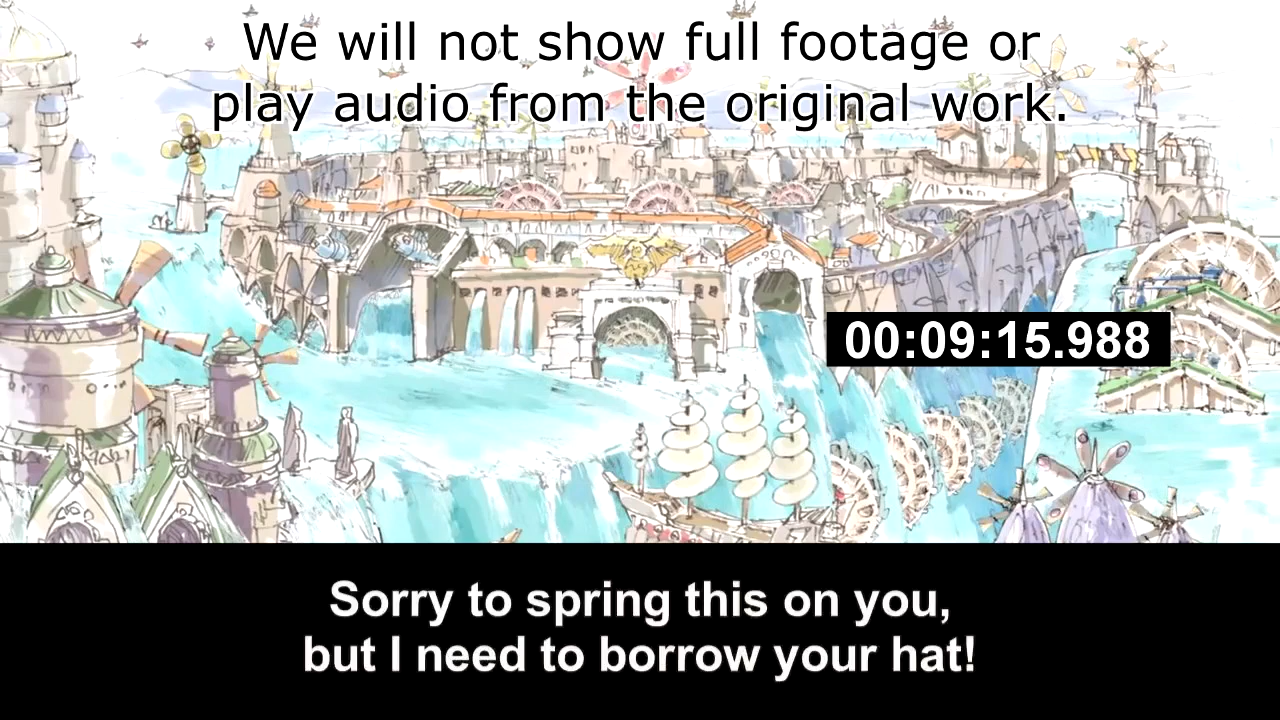 We will not show full footage or
play audio from the original work.
00:09:15.988
Sorry to spring this on you,
but I need to borrow your hat!